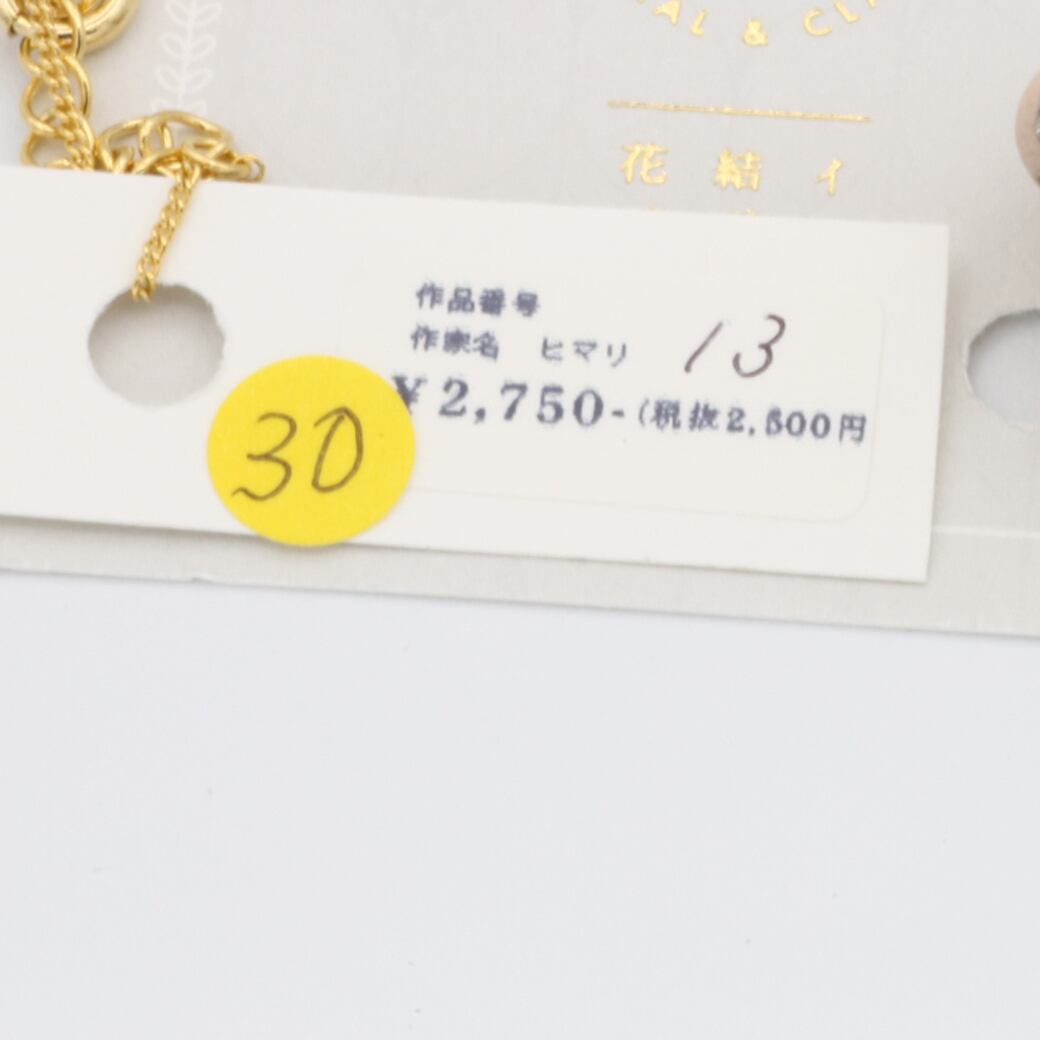 AL & CL
花結イ
作品番号
作家名 ヒマリ 13
¥2,750-(税抜2,500円
30